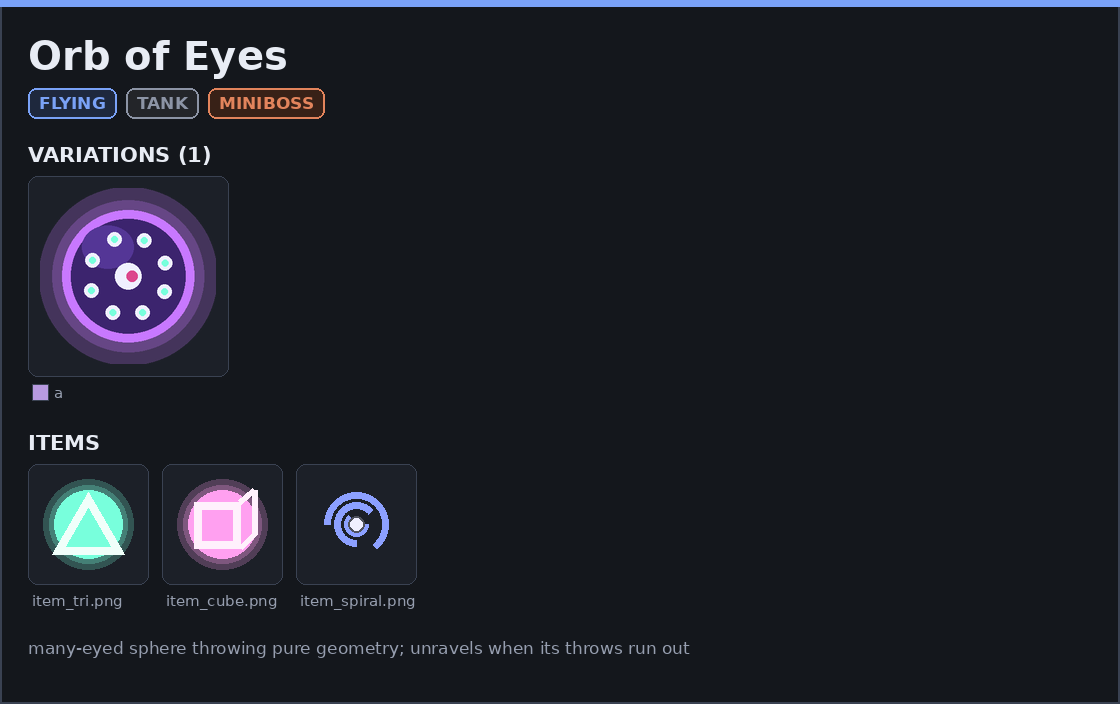 Orb of Eyes
FLYING TANK MINIBOSS
VARIATIONS (1)
a
ITEMS
item_tri.png item_cube.png item_spiral.png
many-eyed sphere throwing pure geometry; unravels when its throws run out